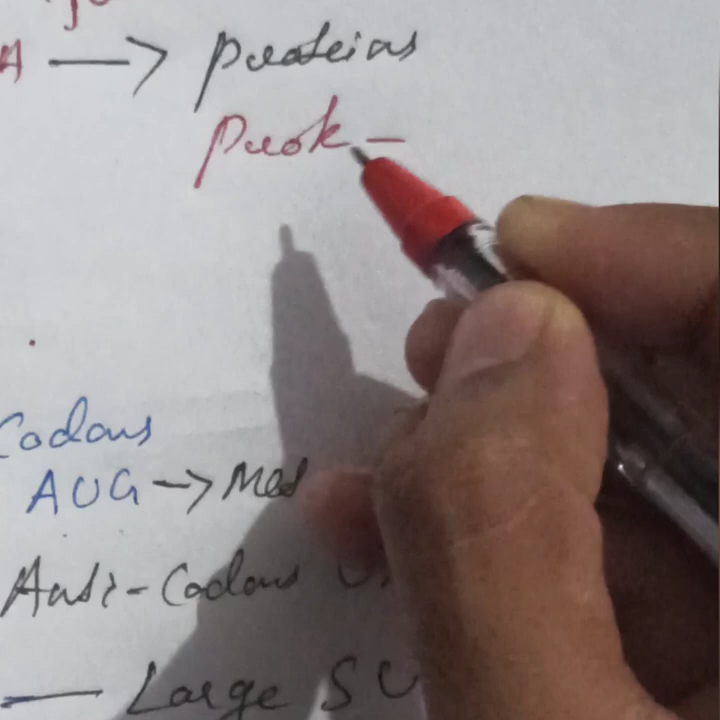 A → Proteins
Prok -
Codons
AUG → Met
Anti-Codons U
— Large SU